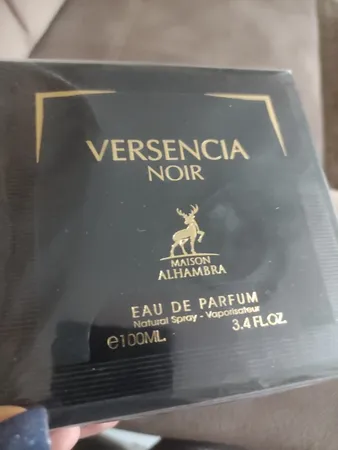 VERSENCIA
NOIR
MAISON
ALHAMBRA
EAU DE PARFUM
Natural Spray - Vaporisateur
℮100ML. 3.4 FL.OZ.